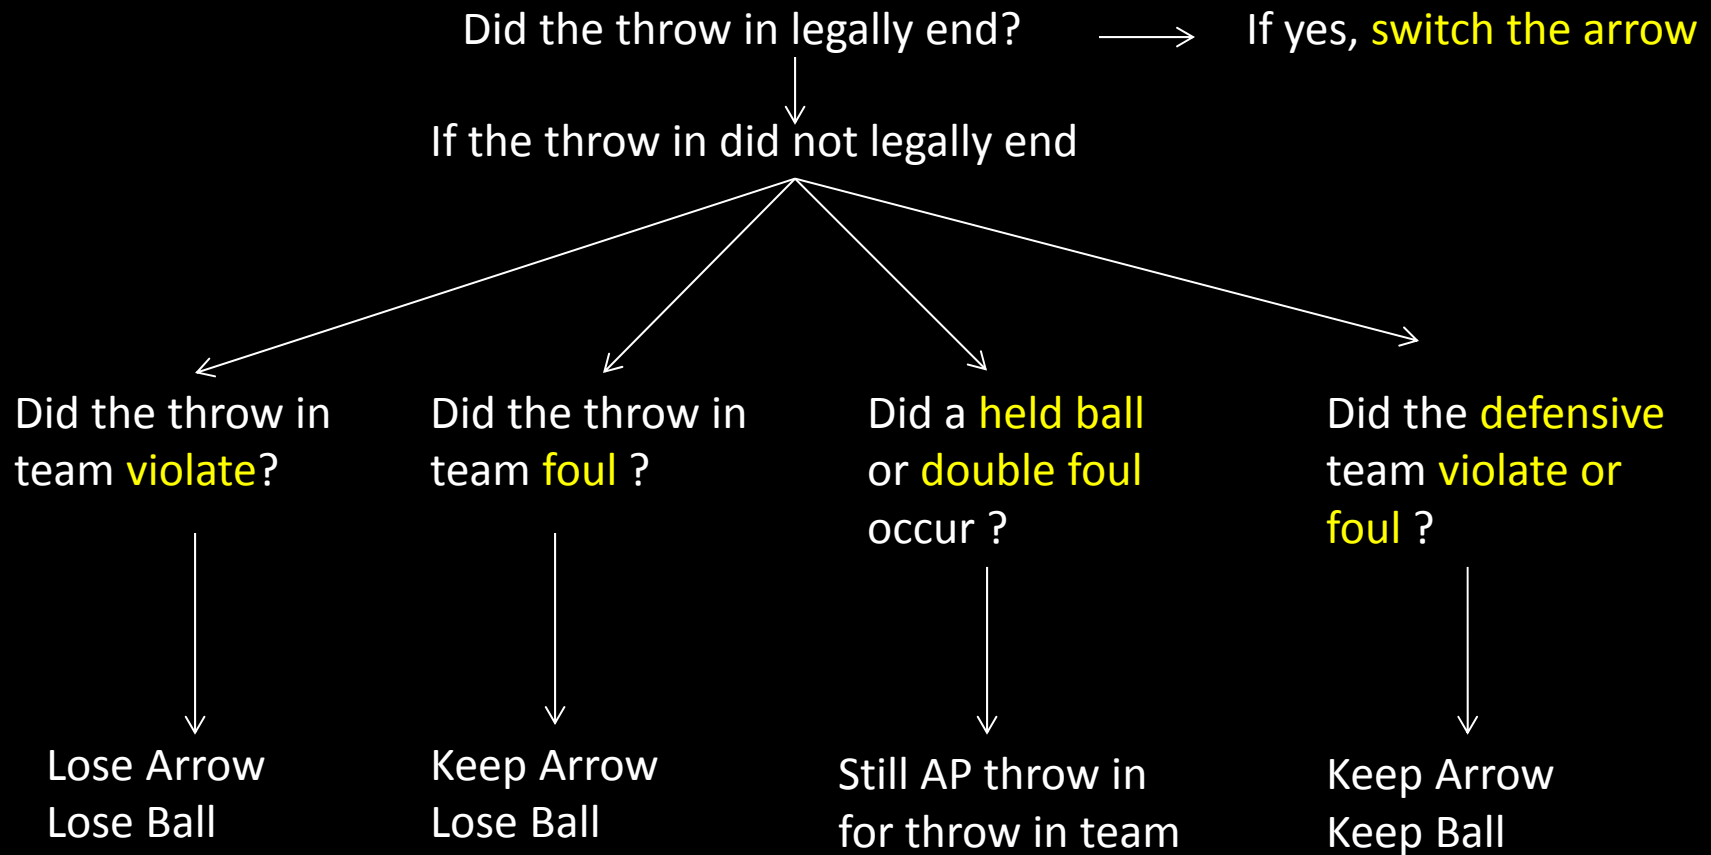 Did the throw in legally end?
If yes, switch the arrow
If the throw in did not legally end
Did the throw in
team violate?
Did the throw in
team foul ?
Did a held ball
or double foul
occur ?
Did the defensive
team violate or
foul ?
Lose Arrow
Lose Ball
Keep Arrow
Lose Ball
Still AP throw in
for throw in team
Keep Arrow
Keep Ball